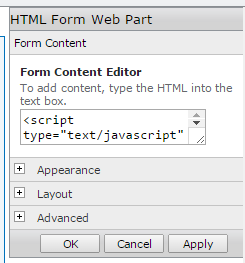 HTML Form Web Part
Form Content
Form Content Editor
To add content, type the HTML into the
text box.
<script
type="text/javascript"
Appearance
Layout
Advanced
OK Cancel Apply